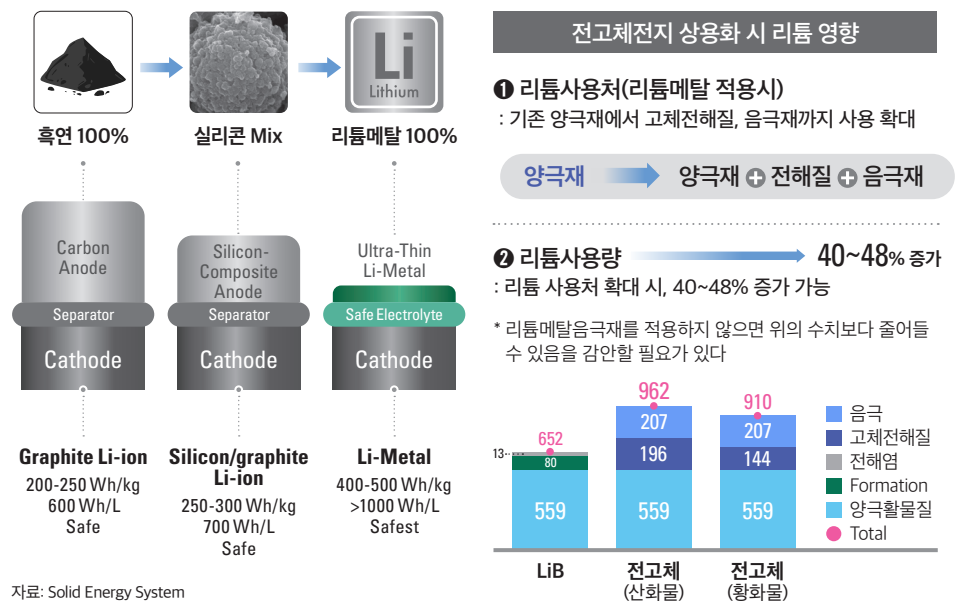 Li
Lithium
흑연 100%
실리콘 Mix
리튬메탈 100%
Carbon
Anode
Separator
Cathode
Silicon-
Composite
Anode
Separator
Cathode
Ultra-Thin
Li-Metal
Safe Electrolyte
Cathode
Graphite Li-ion
200-250 Wh/kg
600 Wh/L
Safe
Silicon/graphite
Li-ion
250-300 Wh/kg
700 Wh/L
Safe
Li-Metal
400-500 Wh/kg
>1000 Wh/L
Safest
자료: Solid Energy System
전고체전지 상용화 시 리튬 영향
❶ 리튬사용처(리튬메탈 적용시)
: 기존 양극재에서 고체전해질, 음극재까지 사용 확대
양극재 양극재 + 전해질 + 음극재
❷ 리튬사용량 40~48% 증가
: 리튬 사용처 확대 시, 40~48% 증가 가능
* 리튬메탈음극재를 적용하지 않으면 위의 수치보다 줄어들
수 있음을 감안할 필요가 있다
652
13
80
559
LiB
962
207
196
559
전고체
(산화물)
910
207
144
559
전고체
(황화물)
음극
고체전해질
전해염
Formation
양극활물질
Total